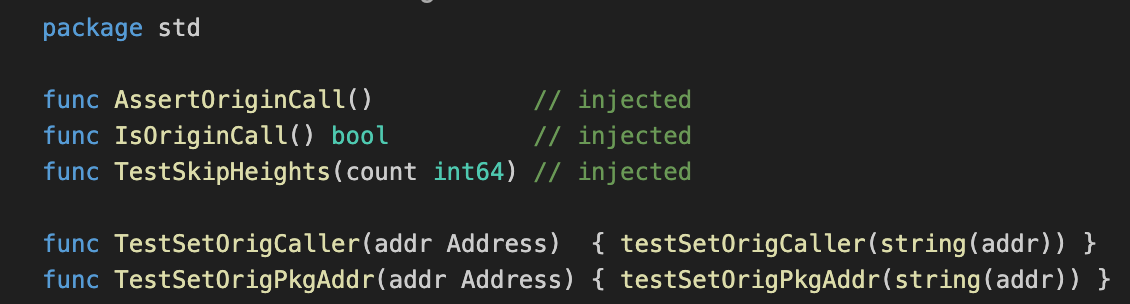 package std
func AssertOriginCall()           // injected
func IsOriginCall() bool          // injected
func TestSkipHeights(count int64) // injected
func TestSetOrigCaller(addr Address)  { testSetOrigCaller(string(addr)) }
func TestSetOrigPkgAddr(addr Address) { testSetOrigPkgAddr(string(addr)) }